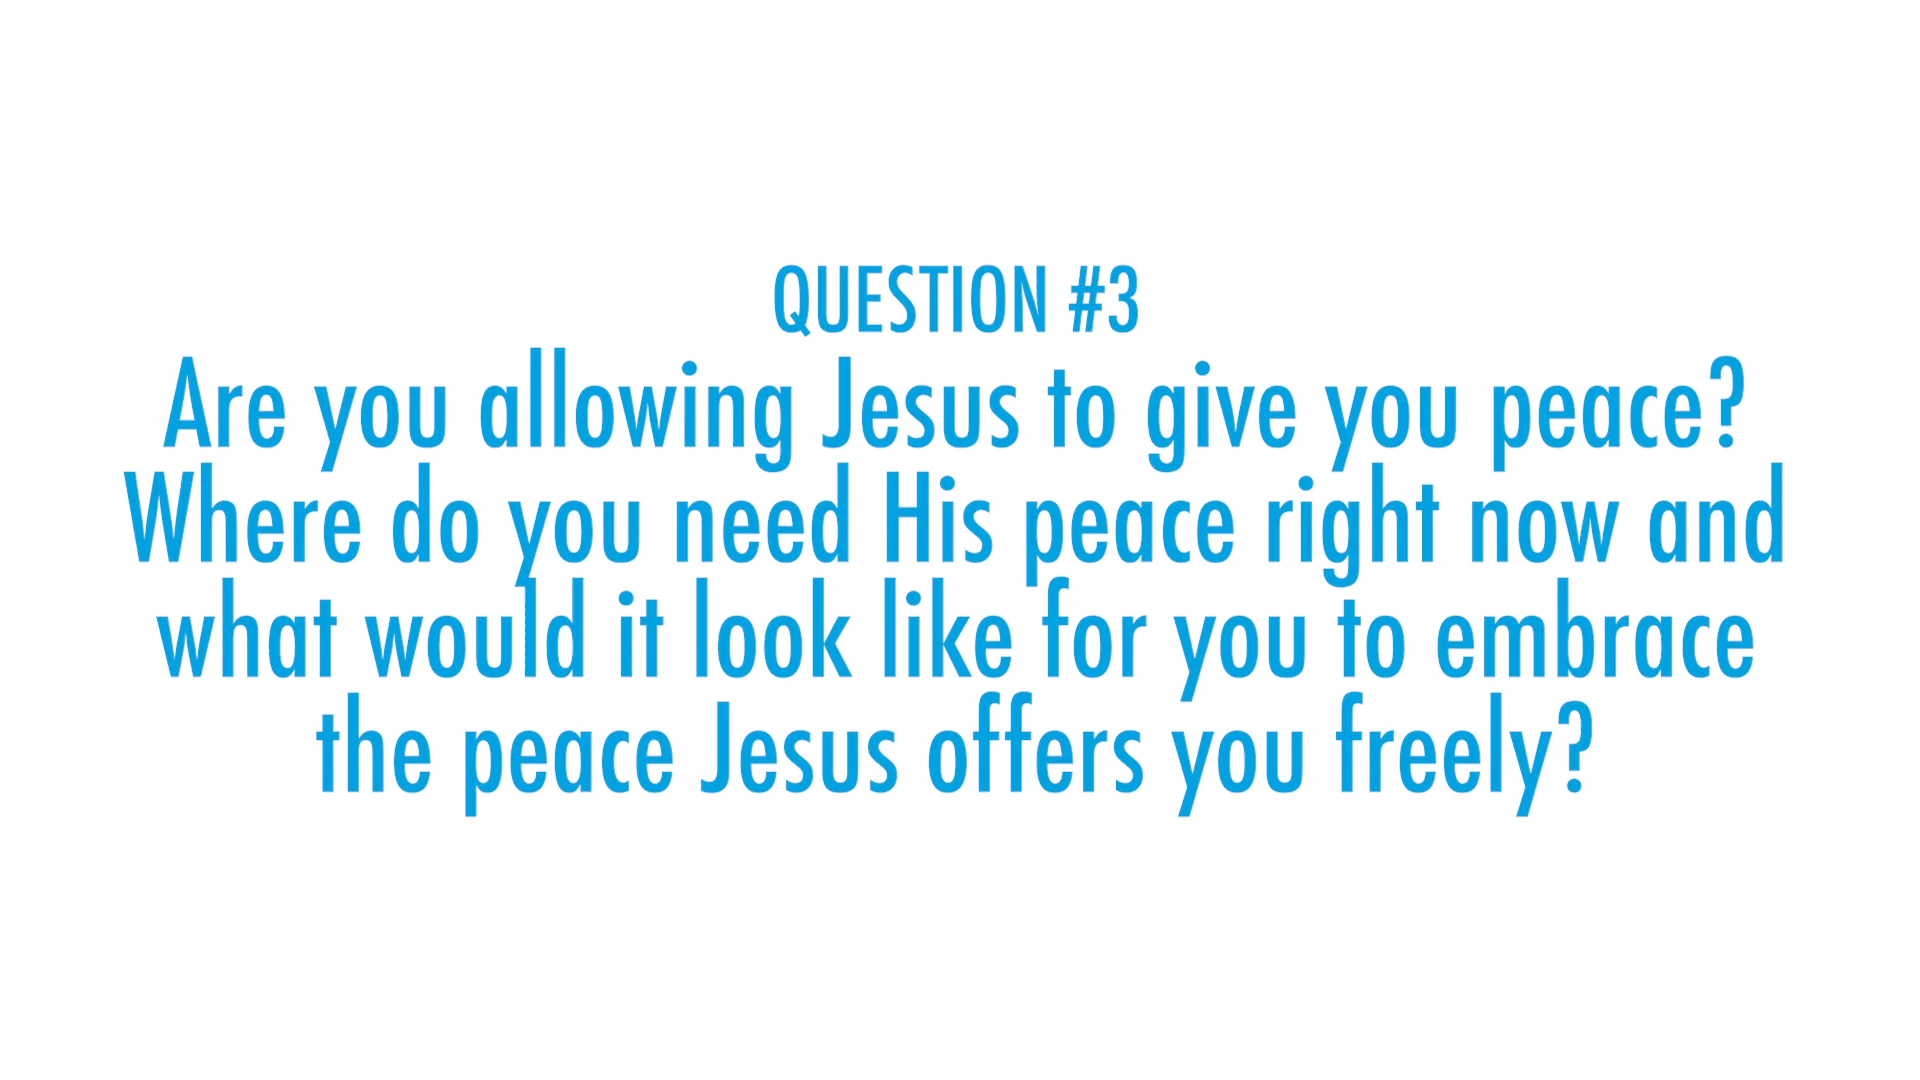 QUESTION #3
Are you allowing Jesus to give you peace?
Where do you need His peace right now and
what would it look like for you to embrace
the peace Jesus offers you freely?